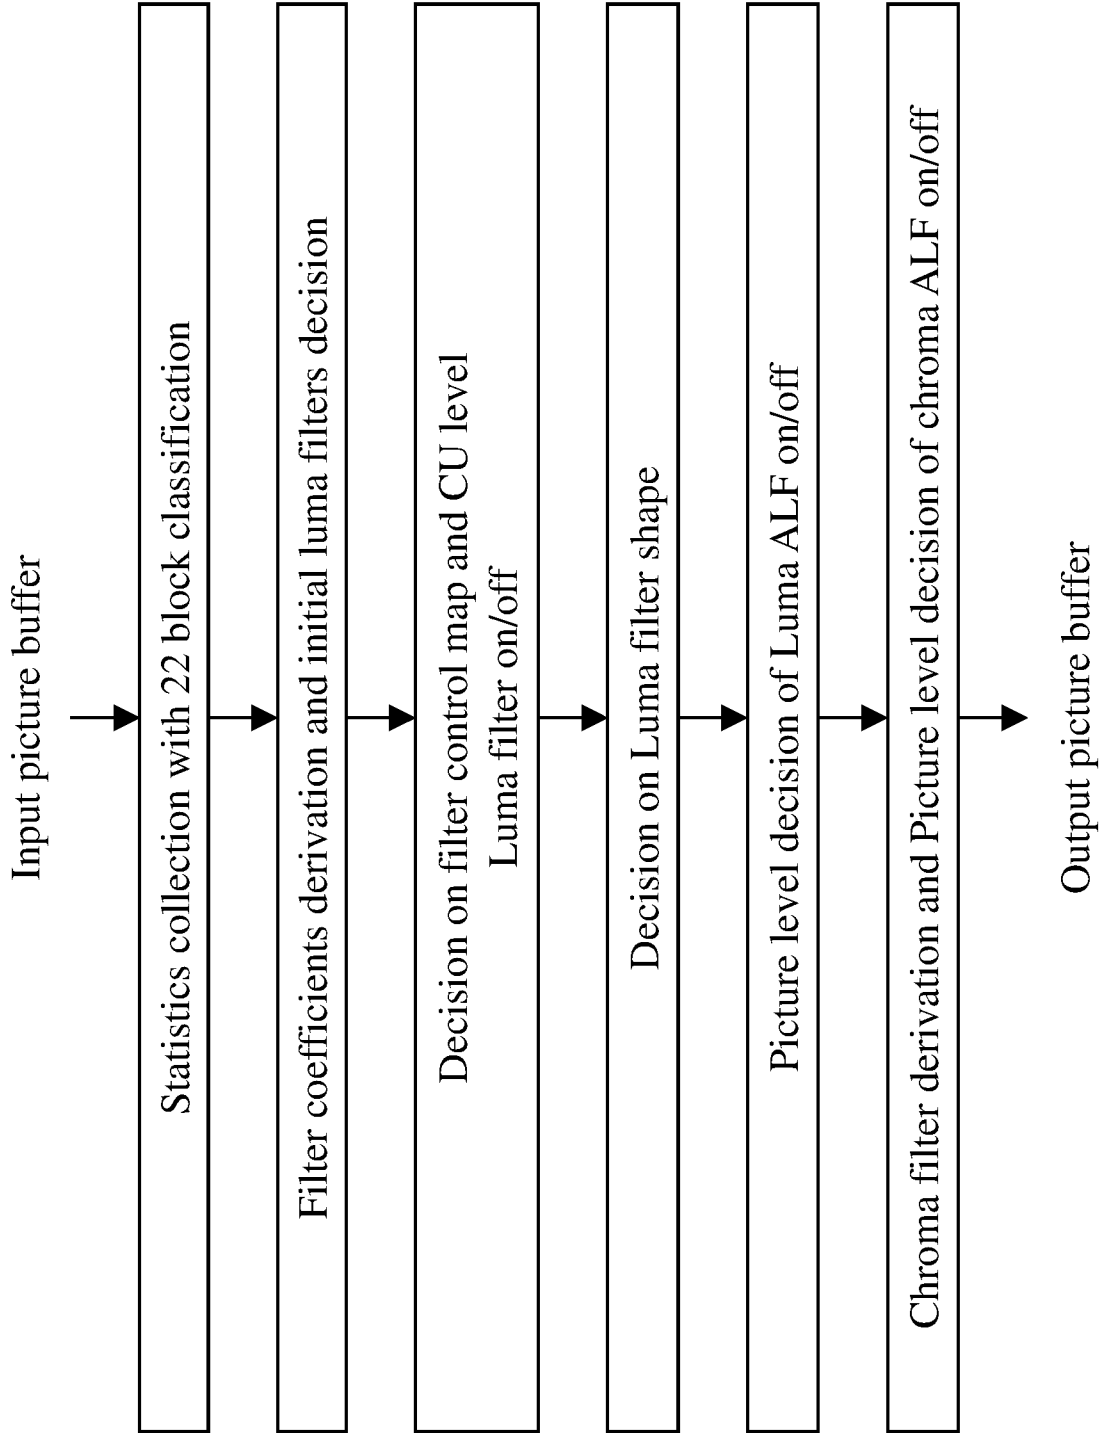 Input picture buffer
Statistics collection with 22 block classification
Filter coefficients derivation and initial luma filters decision
Decision on filter control map and CU level
Luma filter on/off
Decision on Luma filter shape
Picture level decision of Luma ALF on/off
Chroma filter derivation and Picture level decision of chroma ALF on/off
Output picture buffer